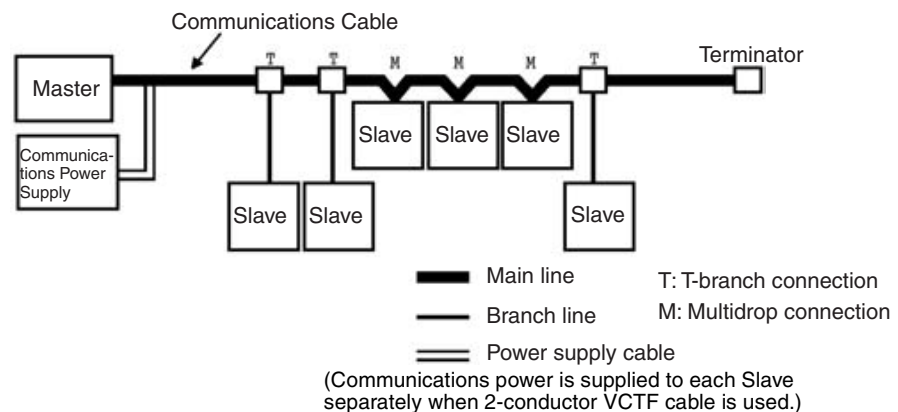 Communications Cable
T
T
M
M
M
T
Terminator
Master
Slave
Slave
Slave
Communica-
tions Power
Supply
Slave
Slave
Slave
Main line
T: T-branch connection
Branch line
M: Multidrop connection
Power supply cable
(Communications power is supplied to each Slave
separately when 2-conductor VCTF cable is used.)